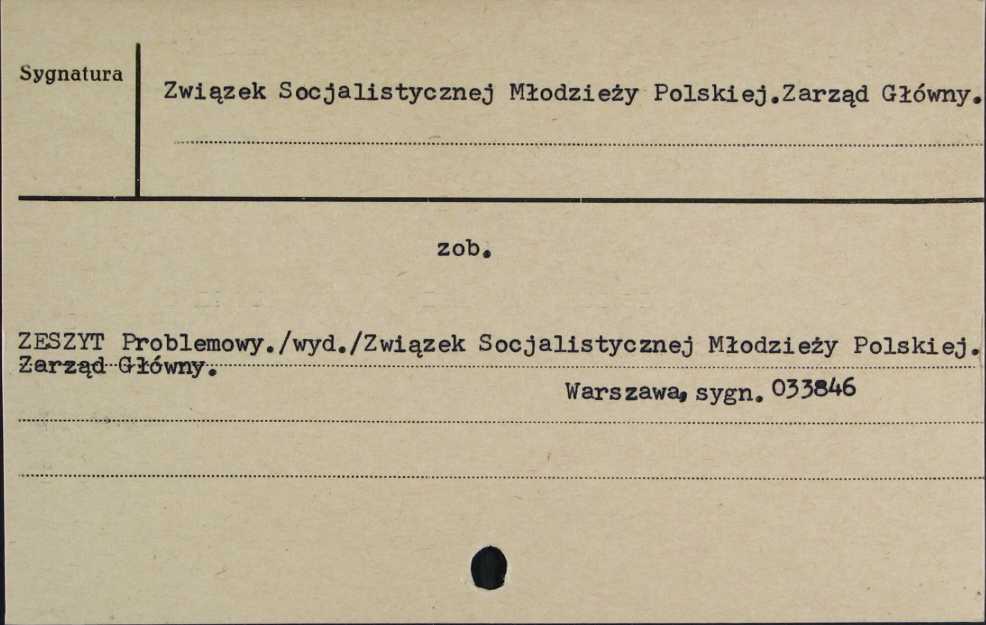 Sygnatura
Związek Socjalistycznej Młodzieży Polskiej.Zarząd Główny.
zob.
ZESZYT Problemowy./wyd./Związek Socjalistycznej Młodzieży Polskiej.
Zarząd Główny.
Warszawa, sygn. 033846